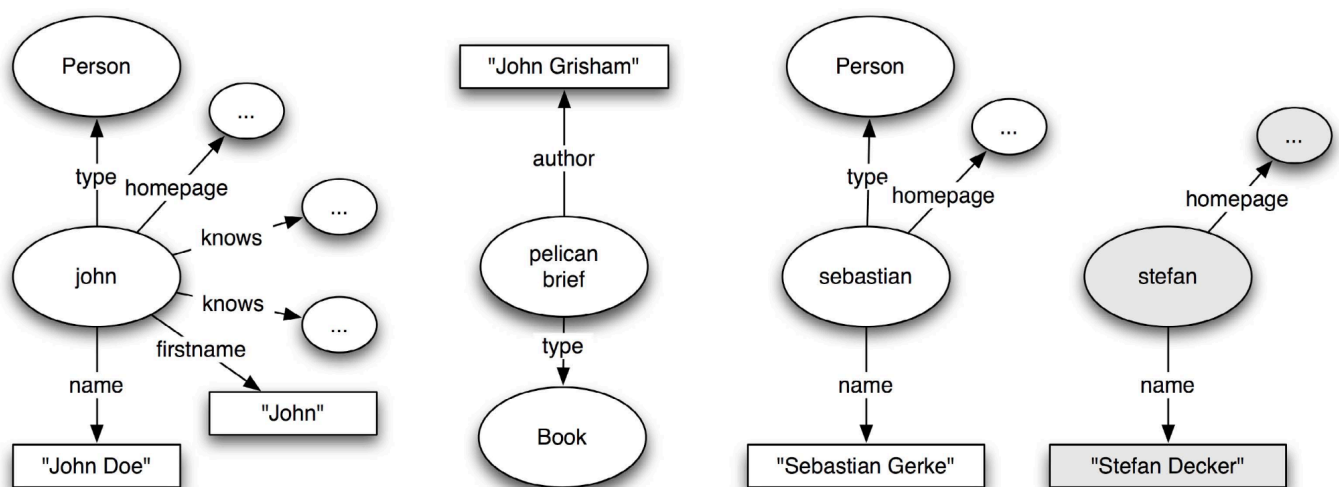 Person
...
type
homepage
...
knows
john
knows
...
firstname
name
"John"
"John Doe"
"John Grisham"
author
pelican
brief
type
Book
Person
...
type
homepage
sebastian
name
"Sebastian Gerke"
...
homepage
stefan
name
"Stefan Decker"